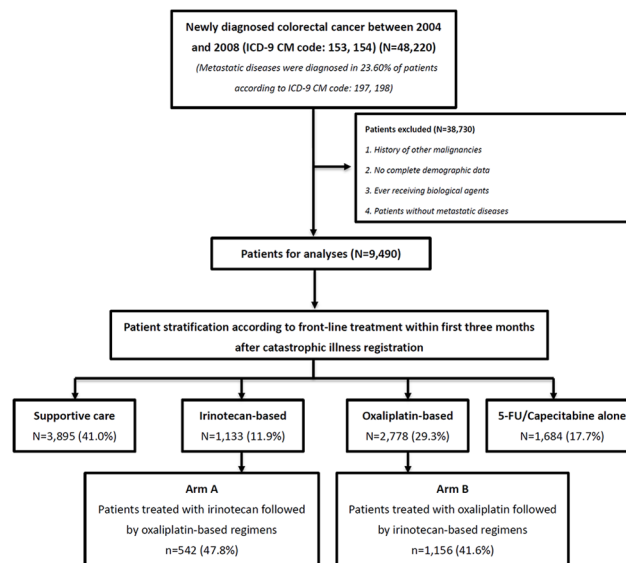 Newly diagnosed colorectal cancer between 2004
and 2008 (ICD-9 CM code: 153, 154) (N=48,220)
(Metastatic diseases were diagnosed in 23.60% of patients
according to ICD-9 CM code: 197, 198)
Patients excluded (N=38,730)
1. History of other malignancies
2. No complete demographic data
3. Ever receiving biological agents
4. Patients without metastatic diseases
Patients for analyses (N=9,490)
Patient stratification according to front-line treatment within first three months
after catastrophic illness registration
Supportive care
N=3,895 (41.0%)
Irinotecan-based
N=1,133 (11.9%)
Oxaliplatin-based
N=2,778 (29.3%)
5-FU/Capecitabine alone
N=1,684 (17.7%)
Arm A
Patients treated with irinotecan followed
by oxaliplatin-based regimens
n=542 (47.8%)
Arm B
Patients treated with oxaliplatin followed
by irinotecan-based regimens
n=1,156 (41.6%)